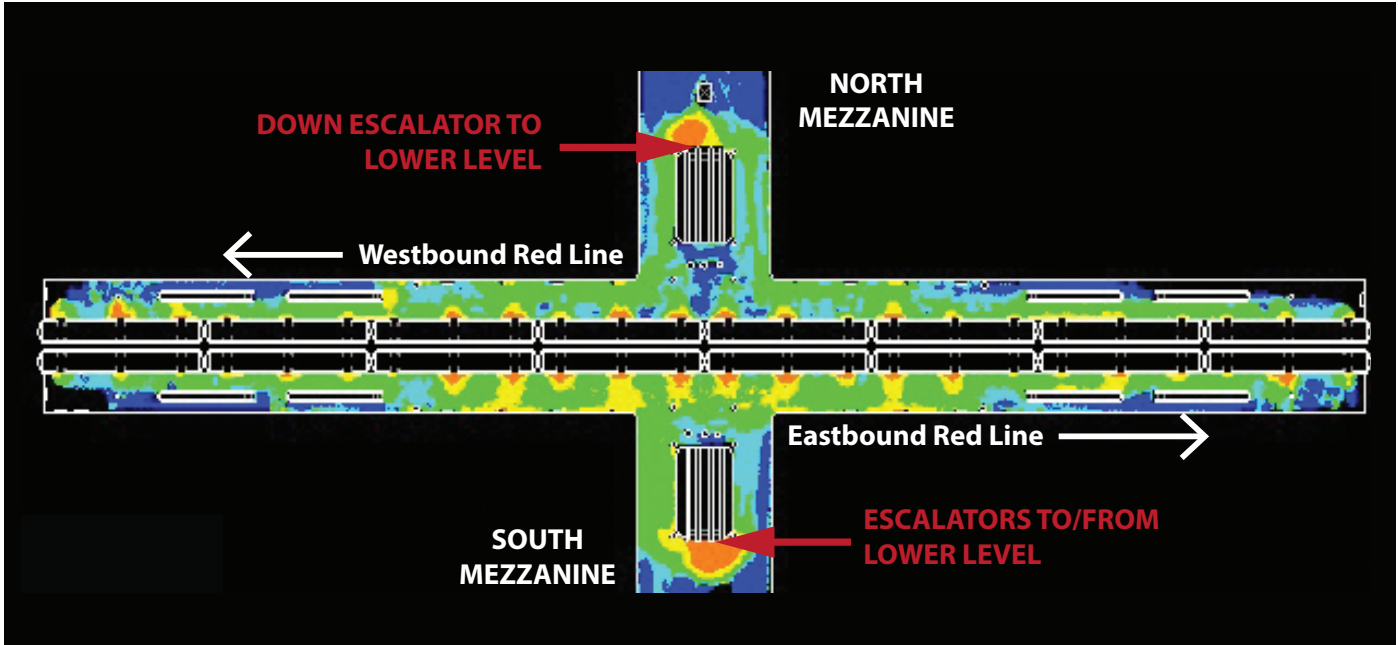 NORTH
MEZZANINE
DOWN ESCALATOR TO
LOWER LEVEL
Westbound Red Line
Eastbound Red Line
SOUTH
MEZZANINE
ESCALATORS TO/FROM
LOWER LEVEL